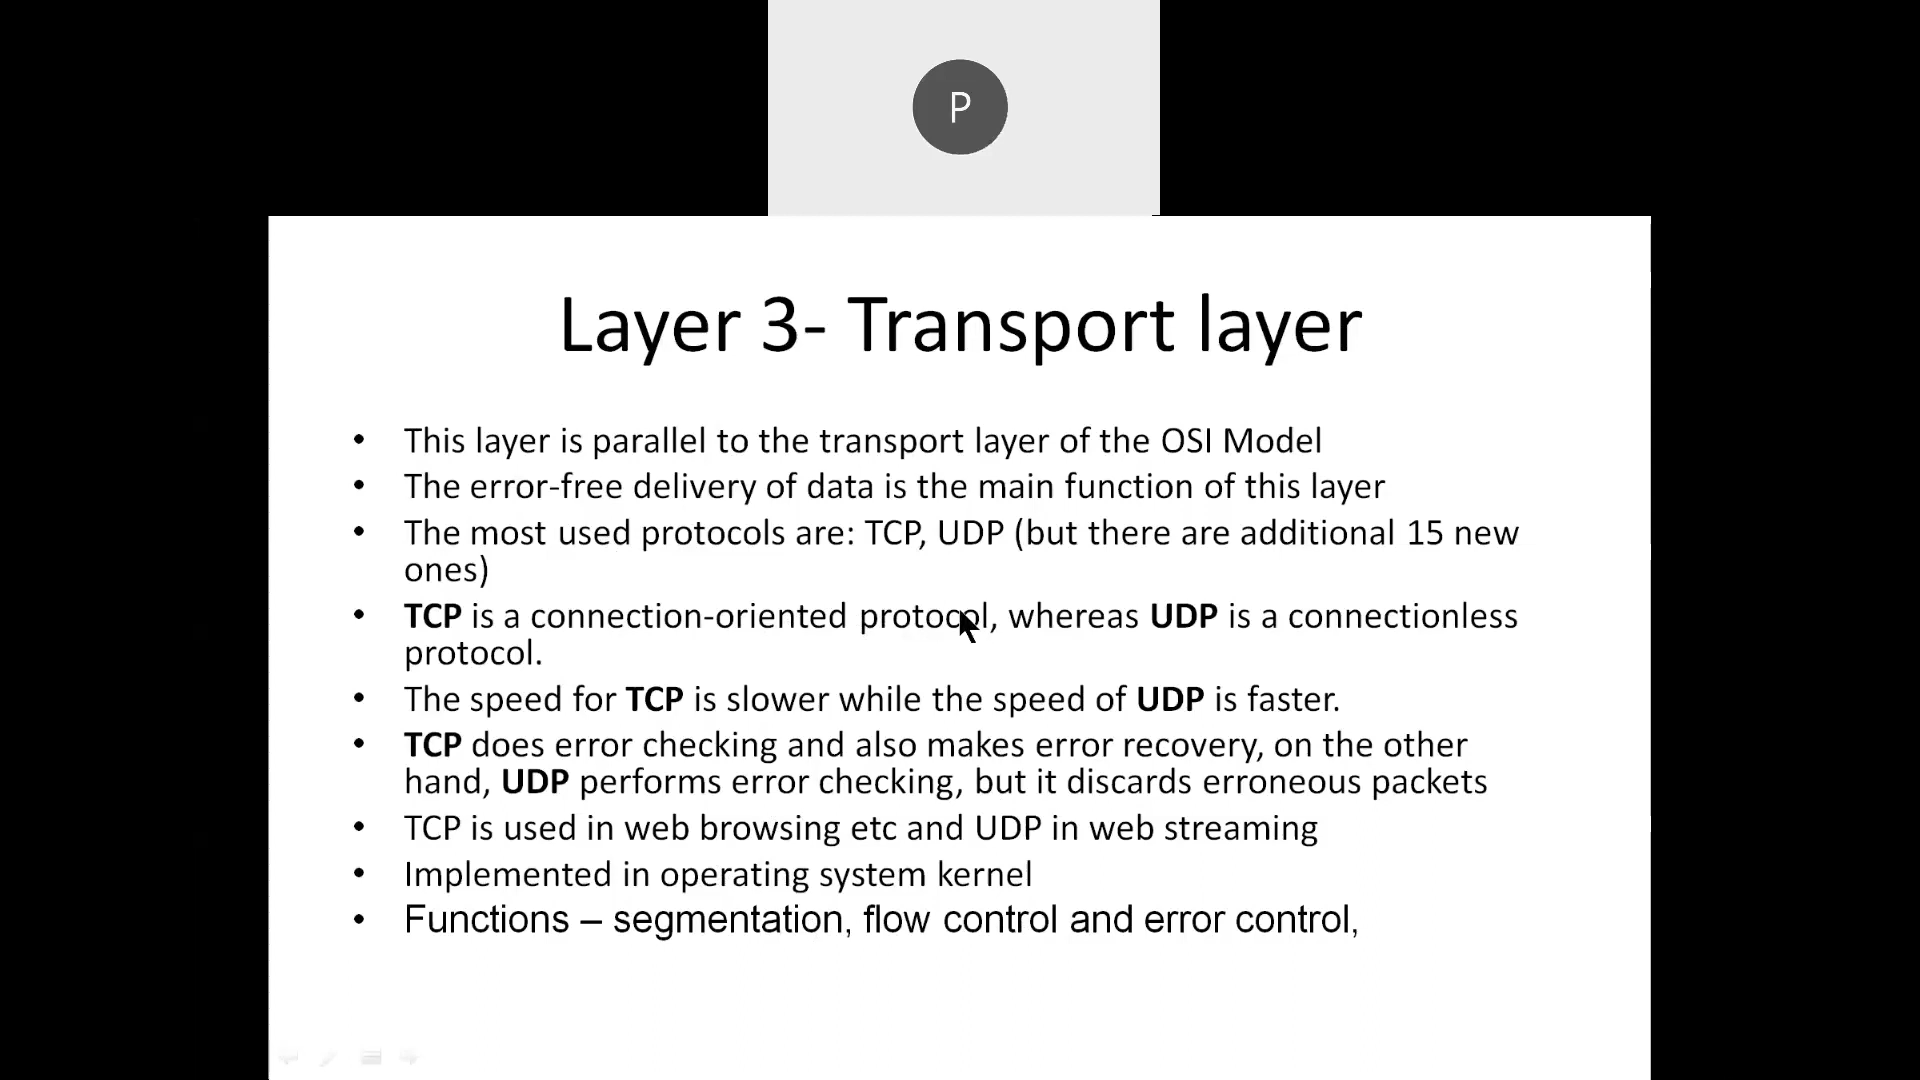 P
Layer 3- Transport layer
• This layer is parallel to the transport layer of the OSI Model
• The error-free delivery of data is the main function of this layer
• The most used protocols are: TCP, UDP (but there are additional 15 new
ones)
• TCP is a connection-oriented protocol, whereas UDP is a connectionless
protocol.
• The speed for TCP is slower while the speed of UDP is faster.
• TCP does error checking and also makes error recovery, on the other
hand, UDP performs error checking, but it discards erroneous packets
• TCP is used in web browsing etc and UDP in web streaming
• Implemented in operating system kernel
• Functions – segmentation, flow control and error control,